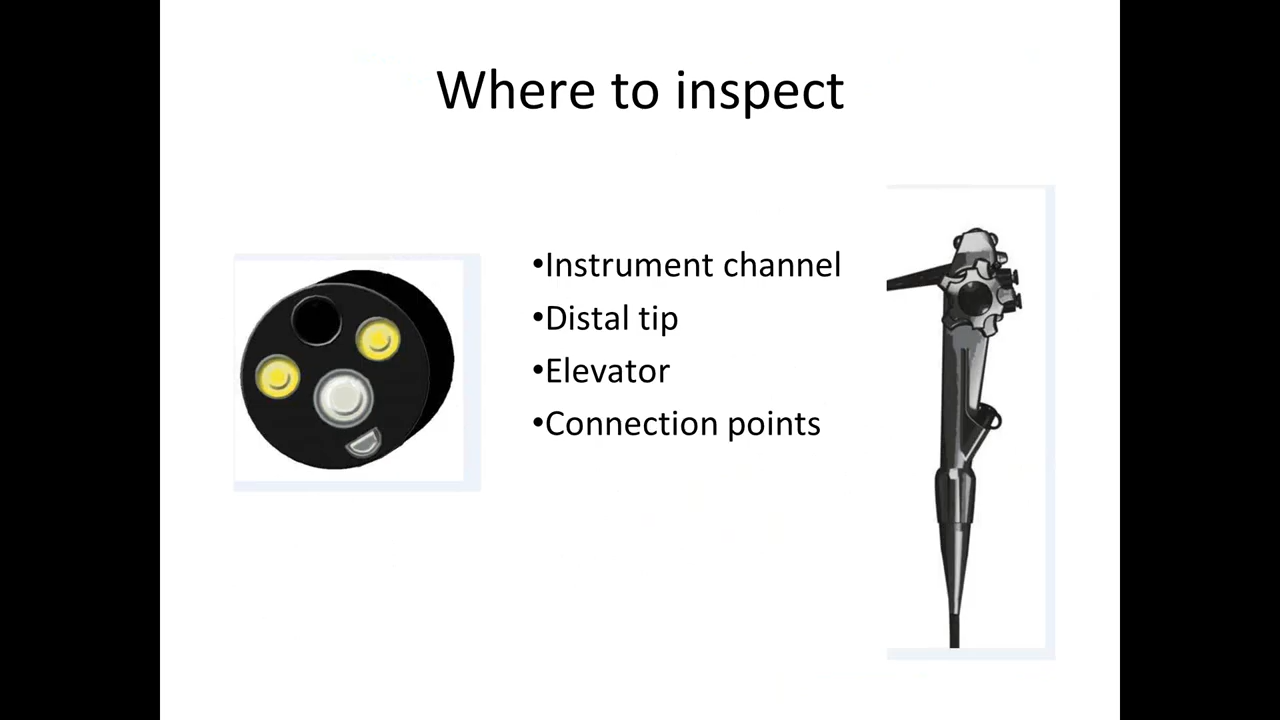 Where to inspect
•Instrument channel
•Distal tip
•Elevator
•Connection points